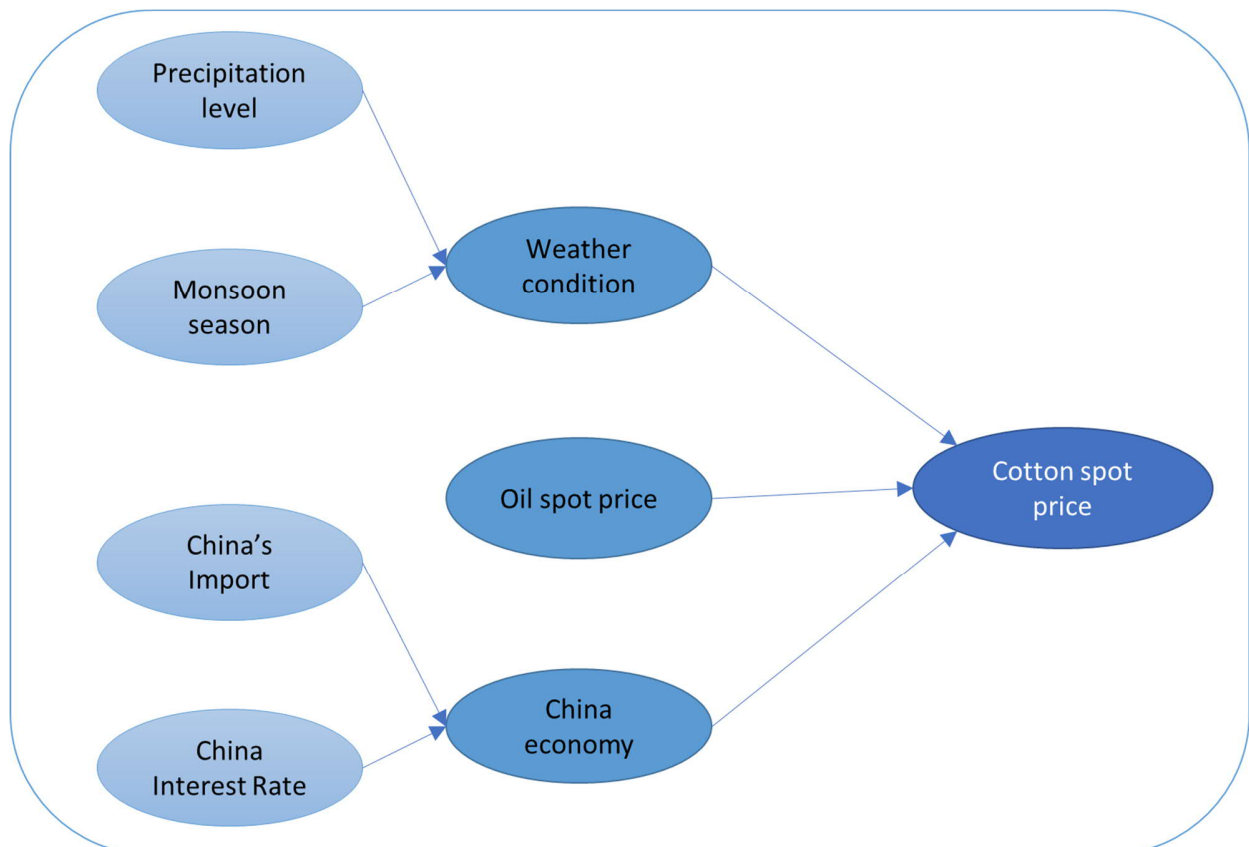 Precipitation
level
Monsoon
season
Weather
condition
Oil spot price
Cotton spot
price
China’s
Import
China
Interest Rate
China
economy